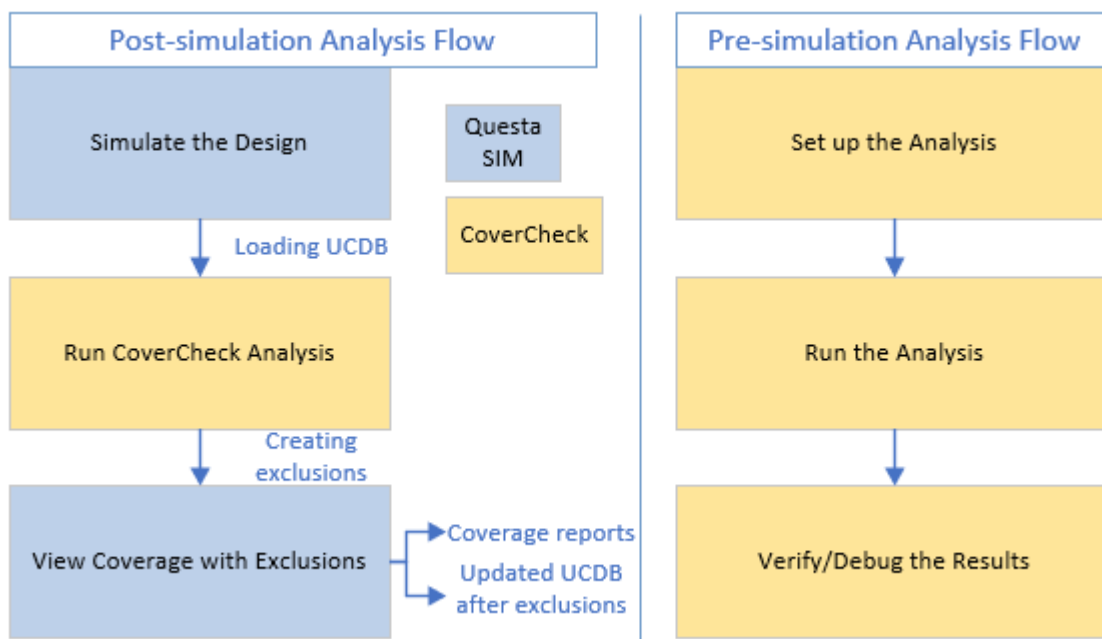 Post-simulation Analysis Flow
Simulate the Design
Questa
SIM
CoverCheck
Loading UCDB
Run CoverCheck Analysis
Creating
exclusions
View Coverage with Exclusions
Coverage reports
Updated UCDB
after exclusions
Pre-simulation Analysis Flow
Set up the Analysis
Run the Analysis
Verify/Debug the Results